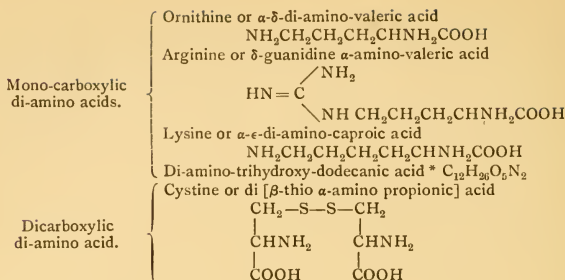 Ornithine or α-δ-di-amino-valeric acid
NH₂CH₂CH₂CH₂CHNH₂COOH
Arginine or δ-guanidine α-amino-valeric acid
NH₂
HN=C
NH CH₂CH₂CH₂CHNH₂COOH
Mono-carboxylic
di-amino acids.
Lysine or α-ε-di-amino-caproic acid
NH₂CH₂CH₂CH₂CH₂CHNH₂COOH
Di-amino-trihydroxy-dodecanic acid * C₁₂H₂₆O₅N₂
Dicarboxylic
di-amino acid.
Cystine or di [β-thio α-amino propionic] acid
CH₂—S—S—CH₂
CHNH₂ CHNH₂
COOH COOH